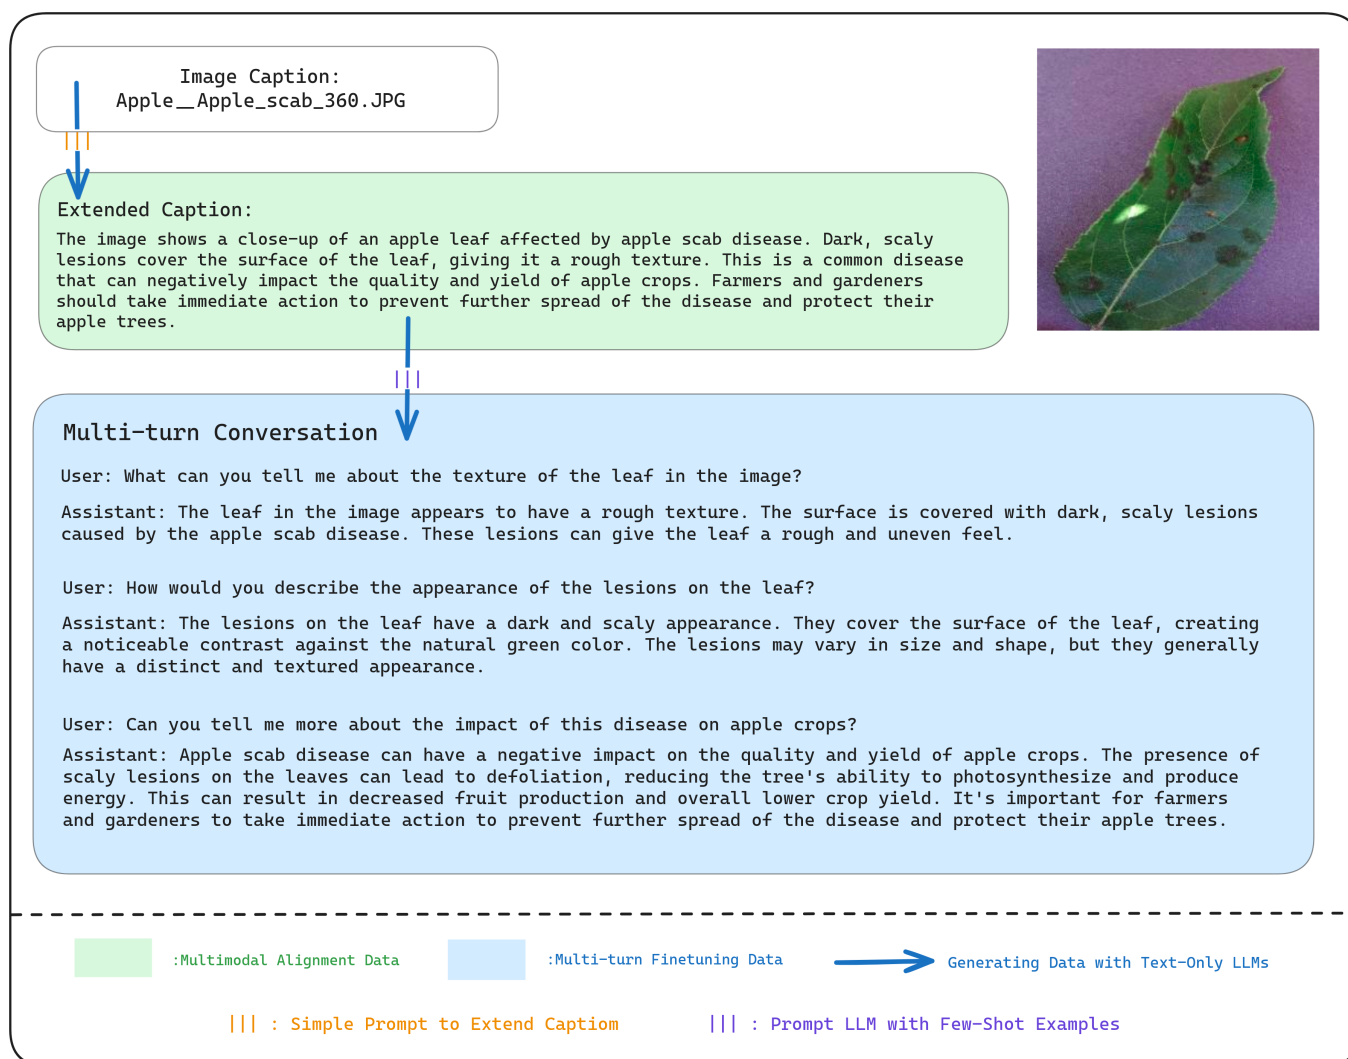 Image Caption:
Apple__Apple_scab_360.JPG
|||
Extended Caption:
The image shows a close-up of an apple leaf affected by apple scab disease. Dark, scaly
lesions cover the surface of the leaf, giving it a rough texture. This is a common disease
that can negatively impact the quality and yield of apple crops. Farmers and gardeners
should take immediate action to prevent further spread of the disease and protect their
apple trees.
|||
Multi-turn Conversation
User: What can you tell me about the texture of the leaf in the image?
Assistant: The leaf in the image appears to have a rough texture. The surface is covered with dark, scaly lesions
caused by the apple scab disease. These lesions can give the leaf a rough and uneven feel.
User: How would you describe the appearance of the lesions on the leaf?
Assistant: The lesions on the leaf have a dark and scaly appearance. They cover the surface of the leaf, creating
a noticeable contrast against the natural green color. The lesions may vary in size and shape, but they generally
have a distinct and textured appearance.
User: Can you tell me more about the impact of this disease on apple crops?
Assistant: Apple scab disease can have a negative impact on the quality and yield of apple crops. The presence of
scaly lesions on the leaves can lead to defoliation, reducing the tree's ability to photosynthesize and produce
energy. This can result in decreased fruit production and overall lower crop yield. It's important for farmers
and gardeners to take immediate action to prevent further spread of the disease and protect their apple trees.
:Multimodal Alignment Data
:Multi-turn Finetuning Data
Generating Data with Text-Only LLMs
||| : Simple Prompt to Extend Captiom
||| : Prompt LLM with Few-Shot Examples